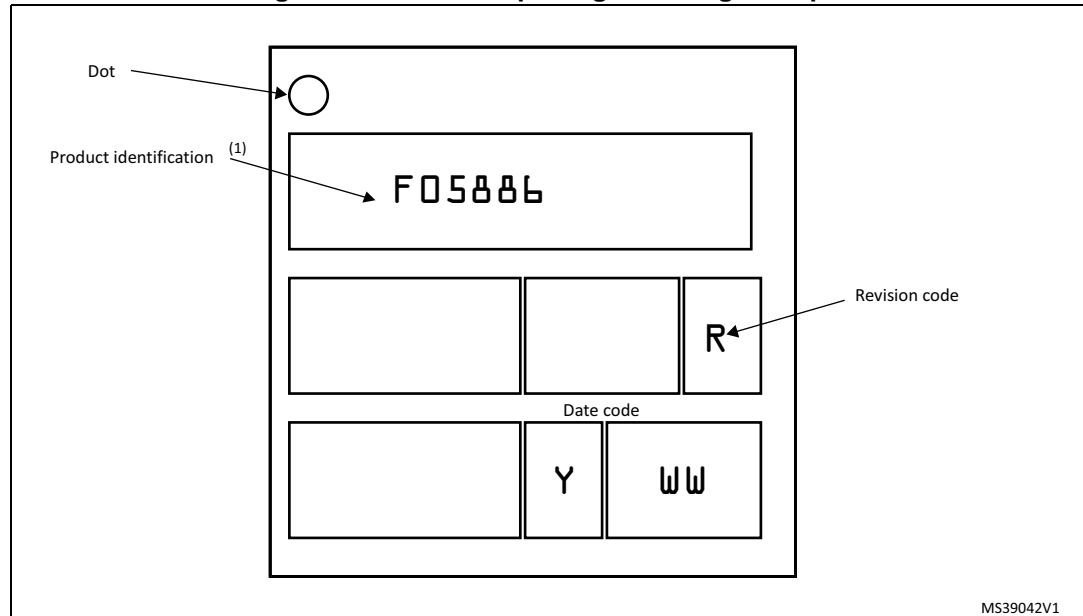 Dot
Product identification (1)
F05886
Revision code
R
Date code
Y WW
MS39042V1